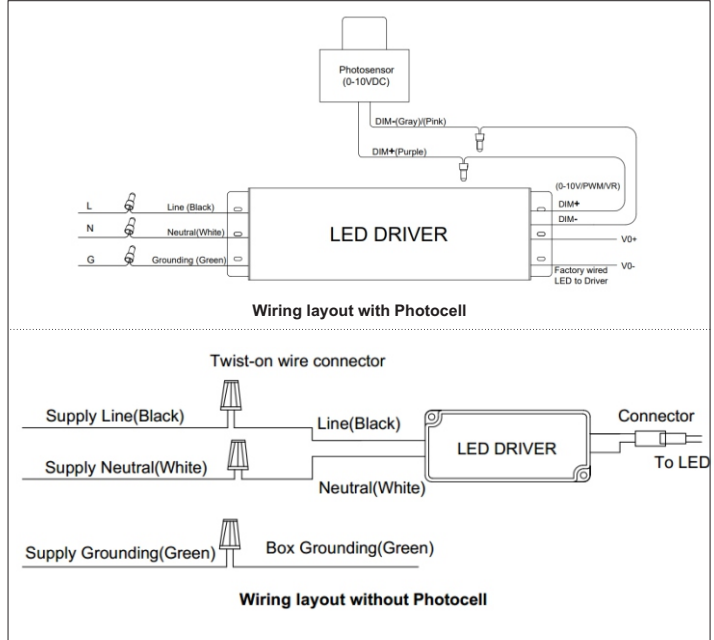 Photosensor
(0-10VDC)
DIM-(Gray)/(Pink)
DIM+(Purple)
(0-10V/PWM/VR)
L
Line (Black)
DIM+
DIM-
N
Neutral(White)
LED DRIVER
V0+
G
Grounding (Green)
V0-
Factory wired
LED to Driver
Wiring layout with Photocell
Twist-on wire connector
Supply Line(Black)
Line(Black)
Connector
LED DRIVER
To LED
Supply Neutral(White)
Neutral(White)
Supply Grounding(Green)
Box Grounding(Green)
Wiring layout without Photocell